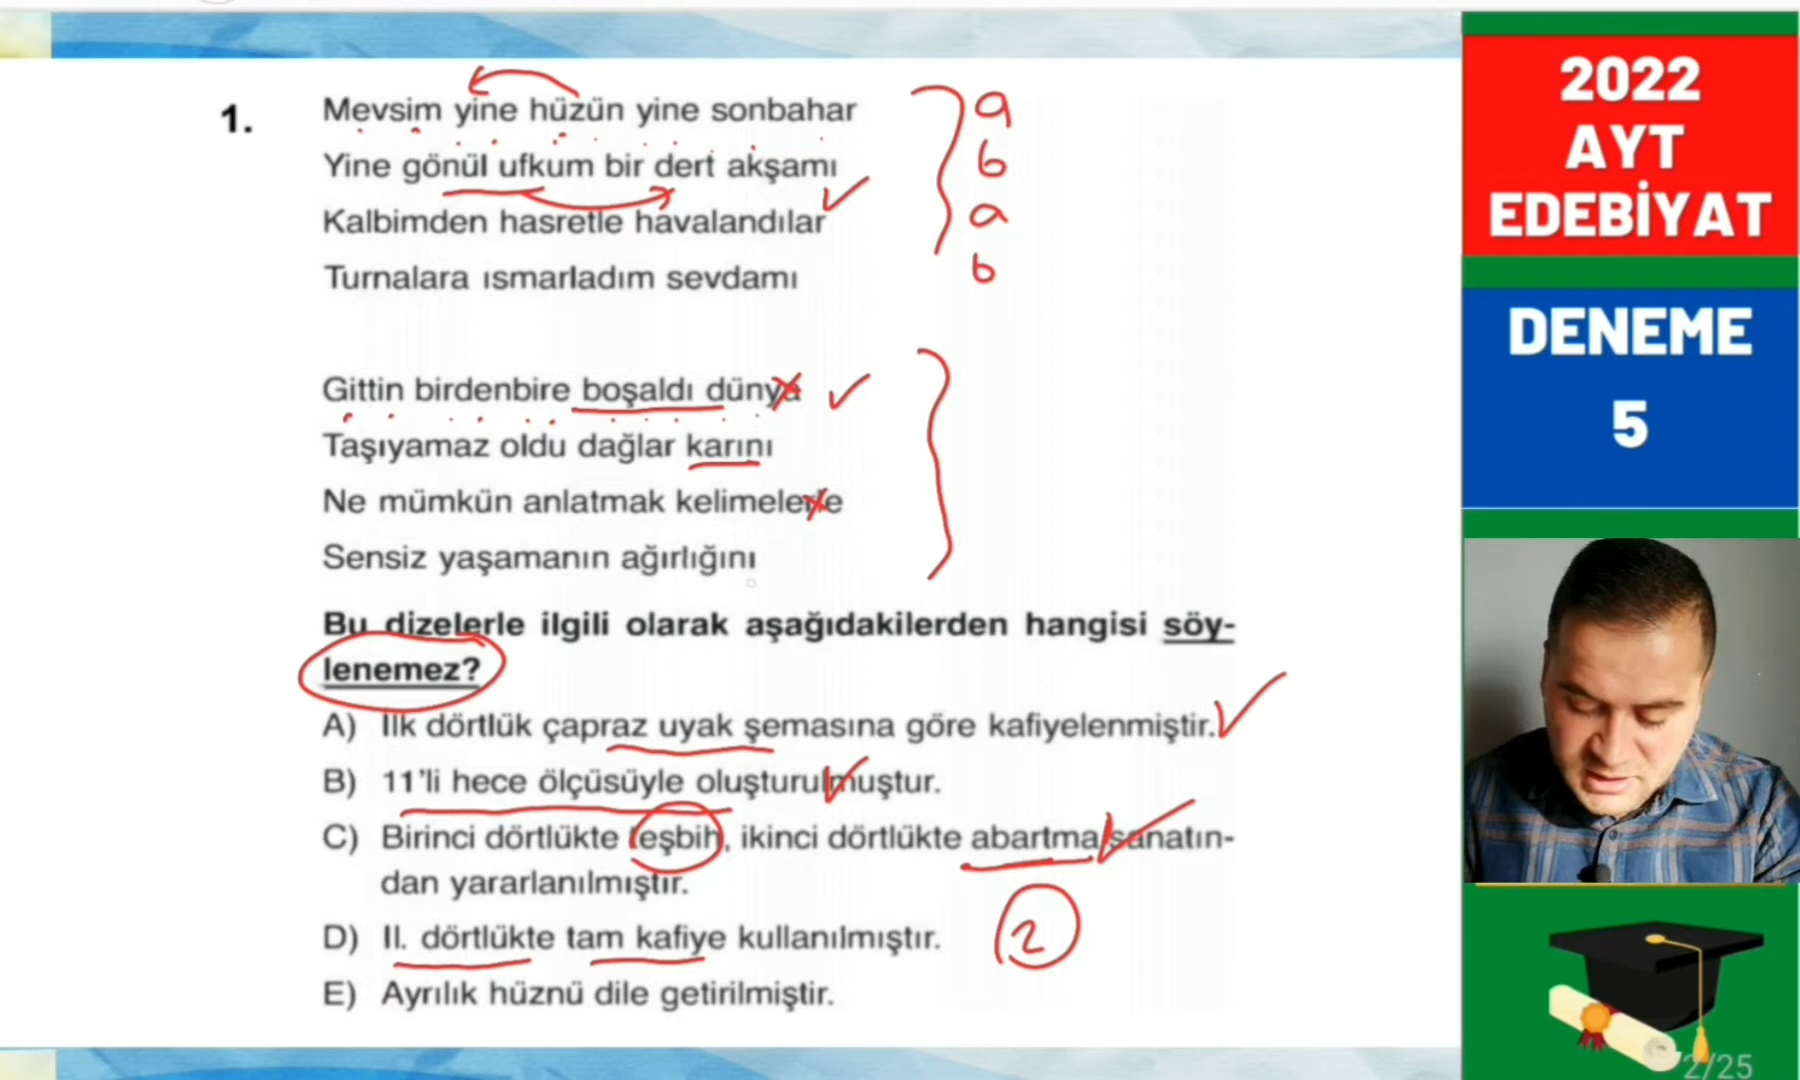 1.
Mevsim yine hüzün yine sonbahar
Yine gönül ufkum bir dert akşamı
Kalbimden hasretle havalandılar
Turnalara ısmarladım sevdamı
a
b
a
b
Gittin birdenbire boşaldı dünya
Taşıyamaz oldu dağlar karını
Ne mümkün anlatmak kelimelerle
Sensiz yaşamanın ağırlığını
Bu dizelerle ilgili olarak aşağıdakilerden hangisi söy-
lenemez?
A) İlk dörtlük çapraz uyak şemasına göre kafiyelenmiştir.
B) 11'li hece ölçüsüyle oluşturulmuştur.
C) Birinci dörtlükte teşbih, ikinci dörtlükte abartma sanatın-
dan yararlanılmıştır.
2
D) II. dörtlükte tam kafiye kullanılmıştır.
E) Ayrılık hüznü dile getirilmiştir.
2022
AYT
EDEBİYAT
DENEME
5
2/25